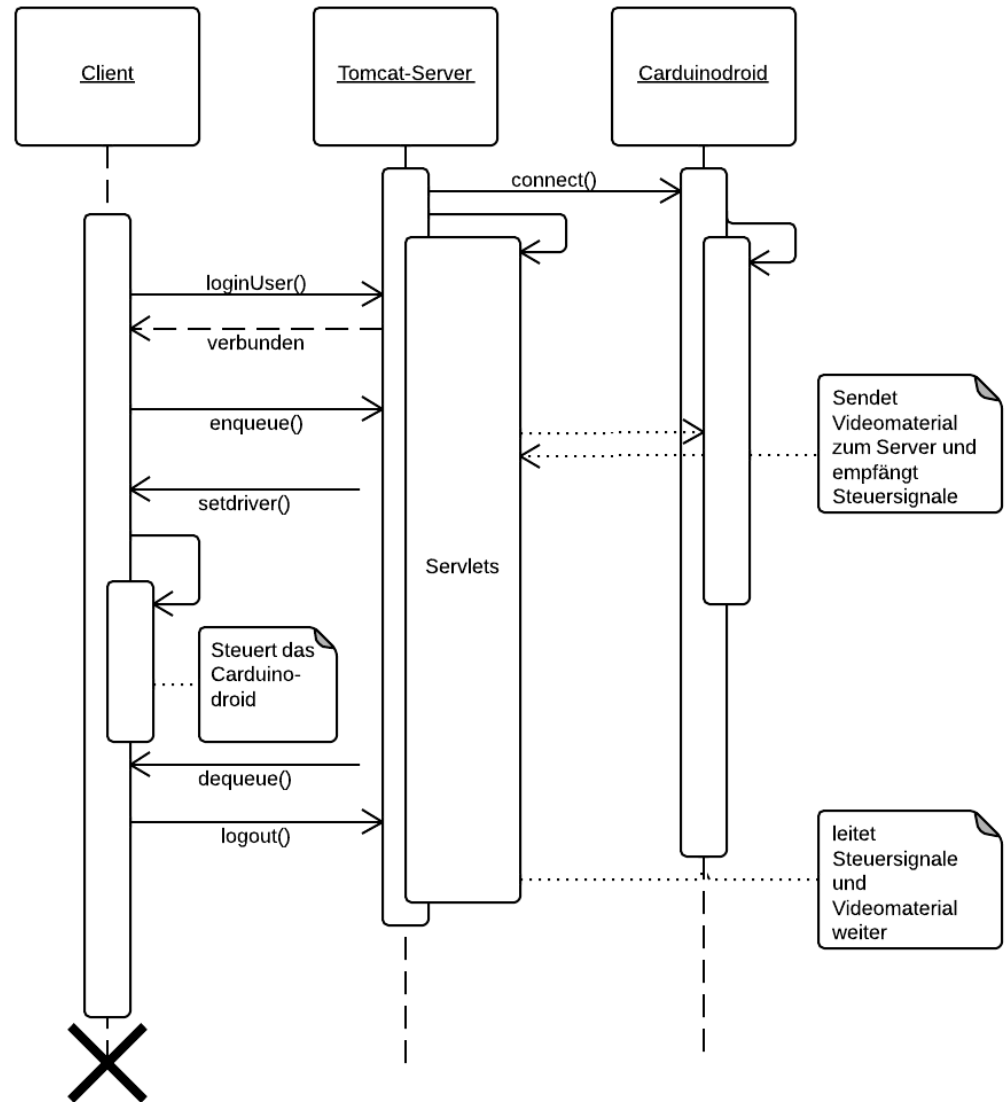 Client
Tomcat-Server
Carduinodroid
connect()
loginUser()
verbunden
enqueue()
Sendet
Videomaterial
zum Server und
empfängt
Steuersignale
setdriver()
Servlets
Steuert das
Carduino-
droid
dequeue()
logout()
leitet
Steuersignale
und
Videomaterial
weiter